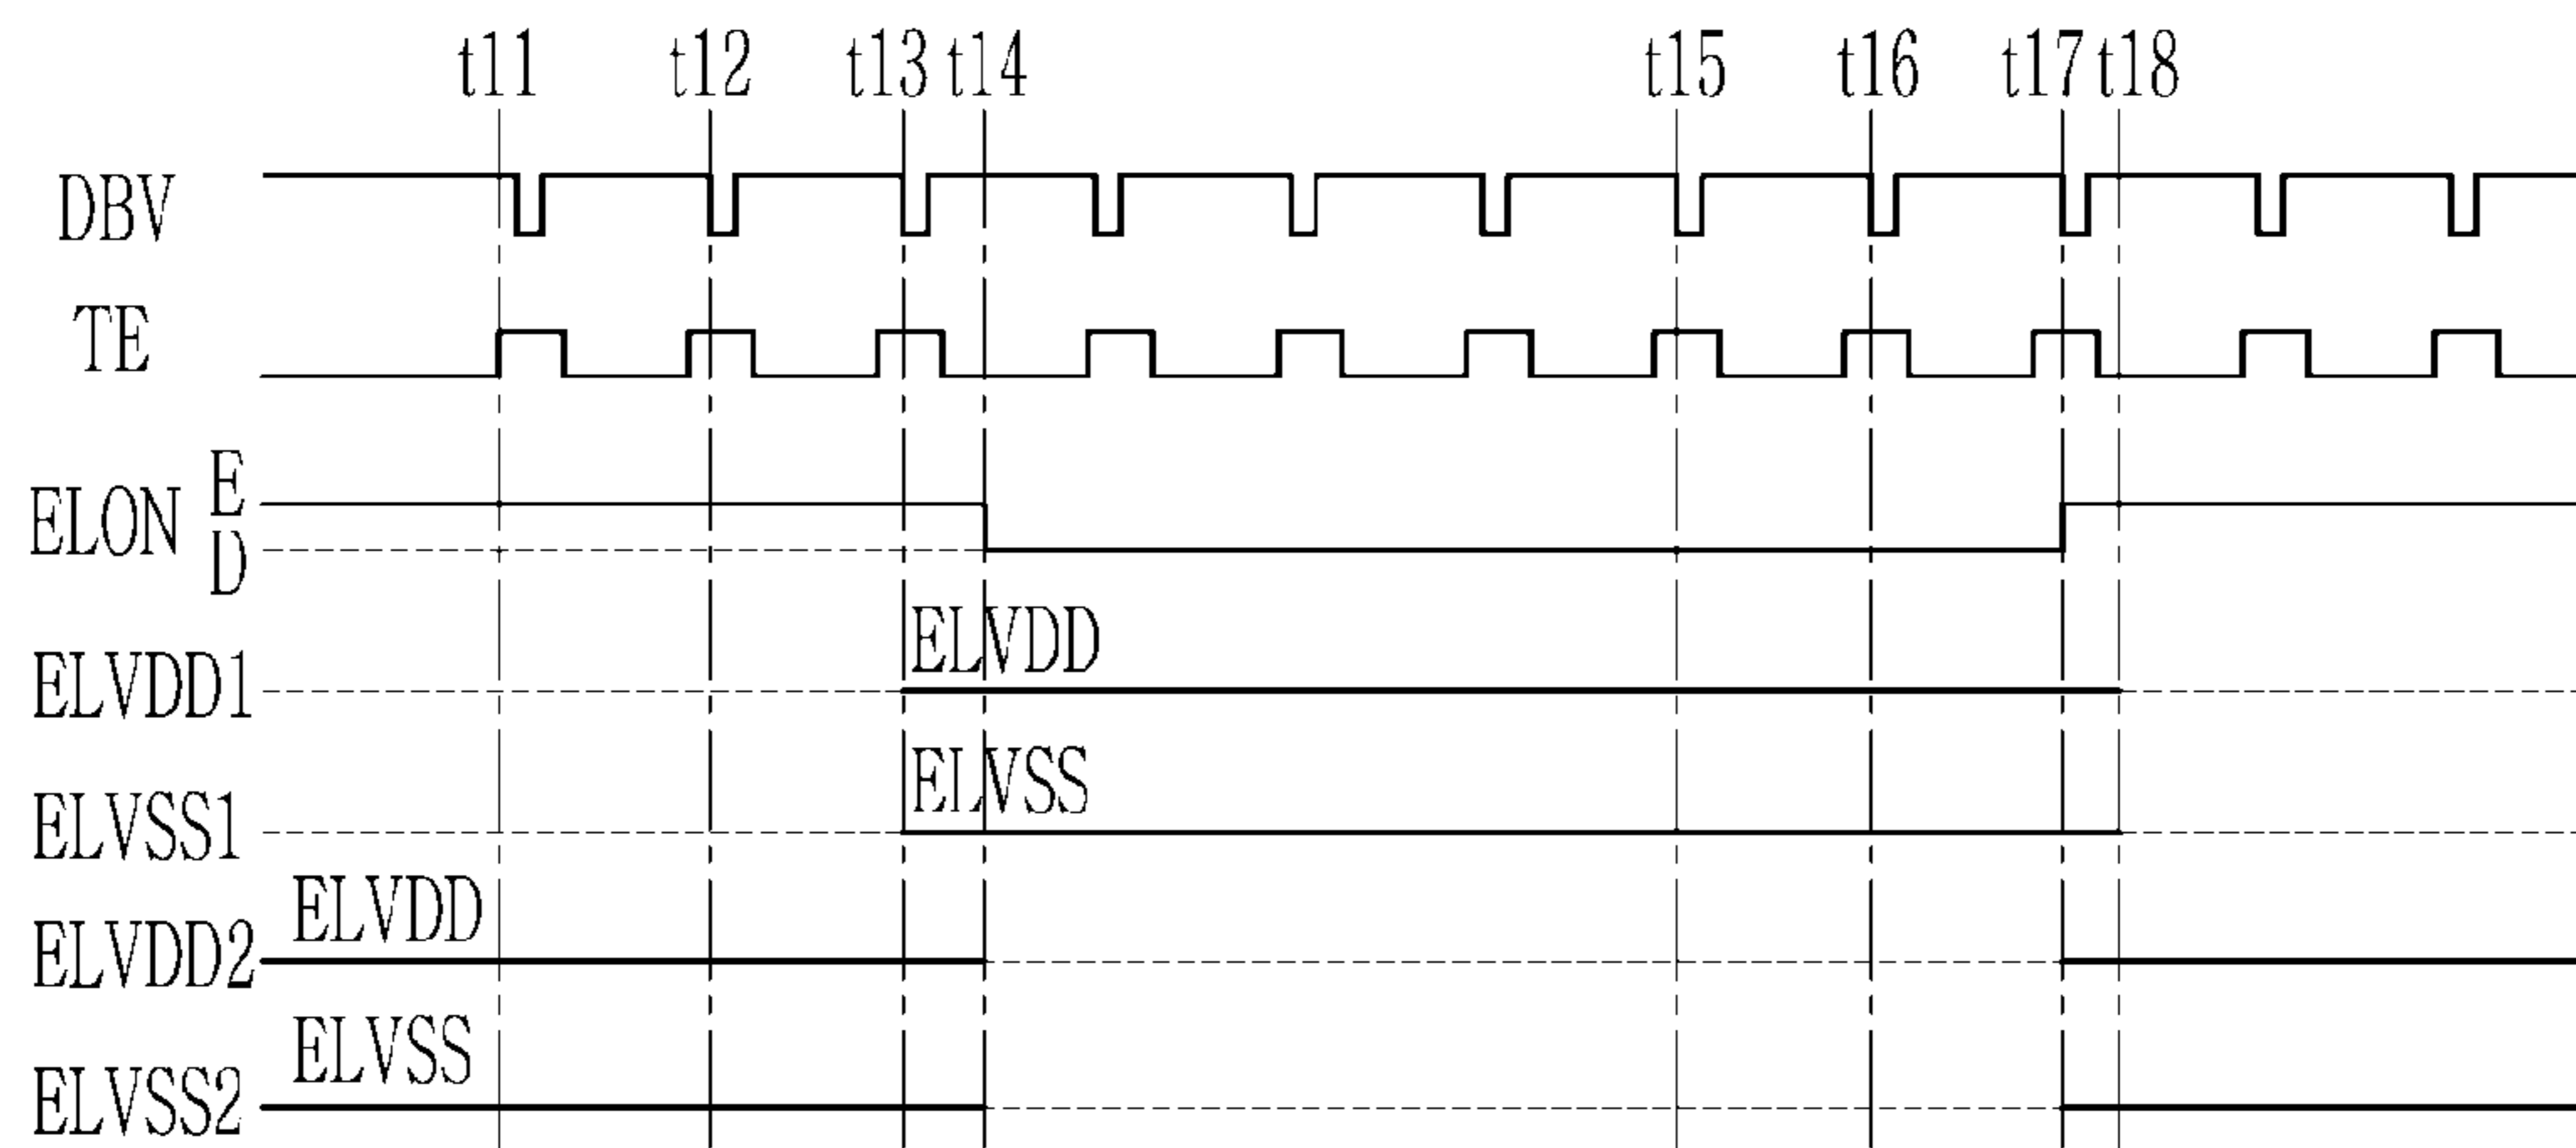 t11 t12 t13 t14 t15 t16 t17 t18
DBV
TE
ELON E
D
ELVDD
ELVDD1
ELVSS
ELVSS1
ELVDD
ELVDD2
ELVSS
ELVSS2